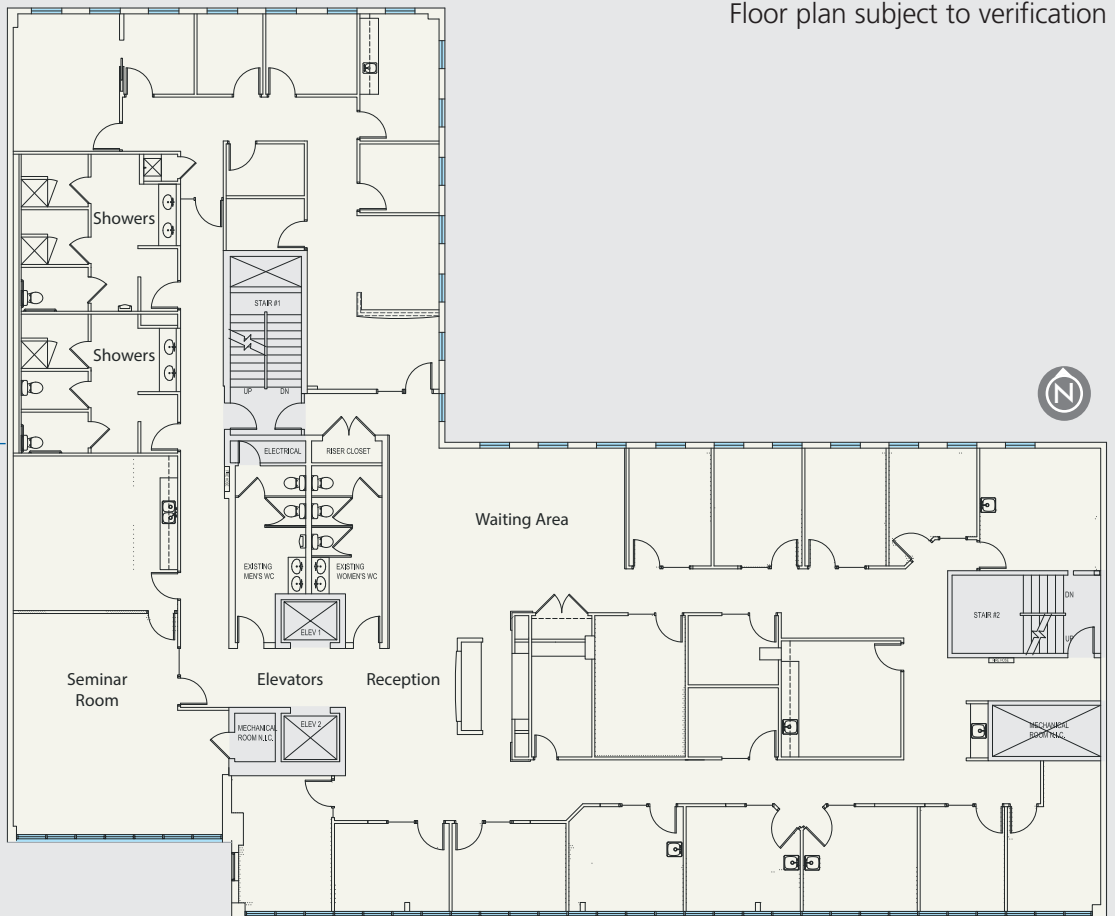 Floor plan subject to verification
Showers
STAIR #1
Showers
UP
DN
N
ELECTRICAL
RISER CLOSET
Waiting Area
EXISTING
MEN'S WC
EXISTING
WOMEN'S WC
ELEV 1
STAIR #2
DN
UP
Seminar
Room
Elevators
Reception
MECHANICAL
ROOM N.I.C.
ELEV 2
MECHANICAL
ROOM N.I.C.